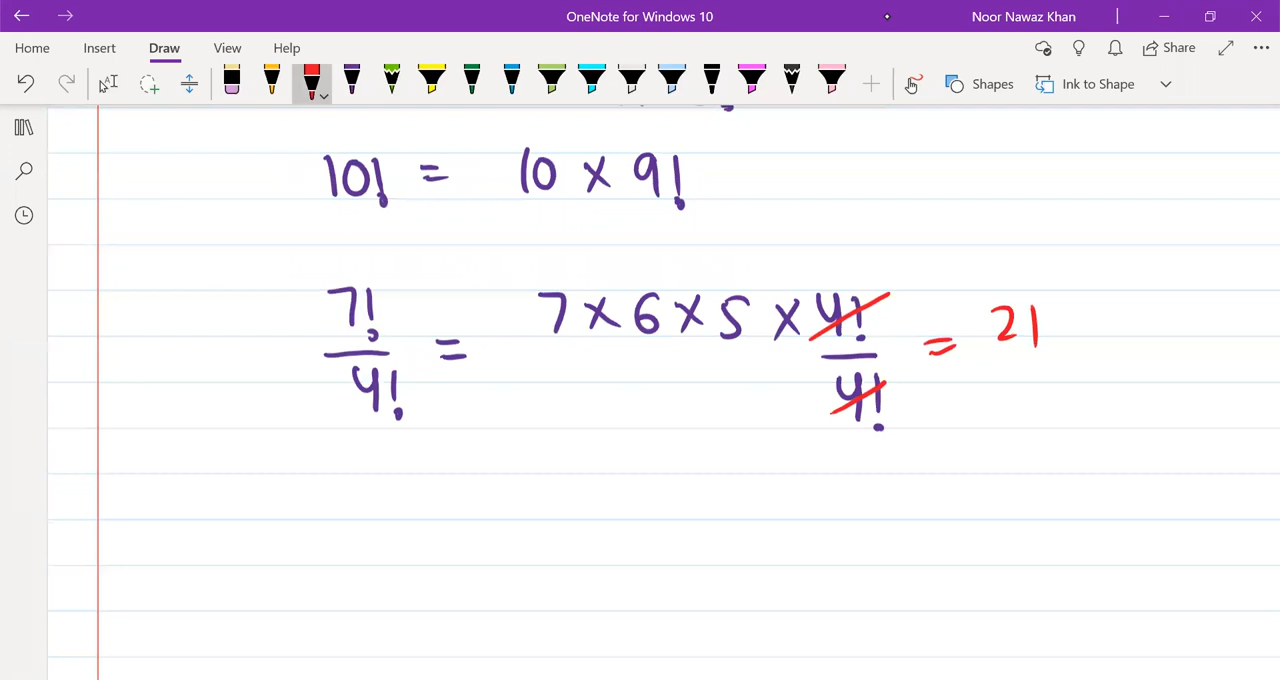 OneNote for Windows 10
Noor Nawaz Khan
Home Insert Draw View Help
Share
Shapes
Ink to Shape
10! = 10 × 9!
7!/4! = 7 × 6 × 5 × 4!/4! = 21